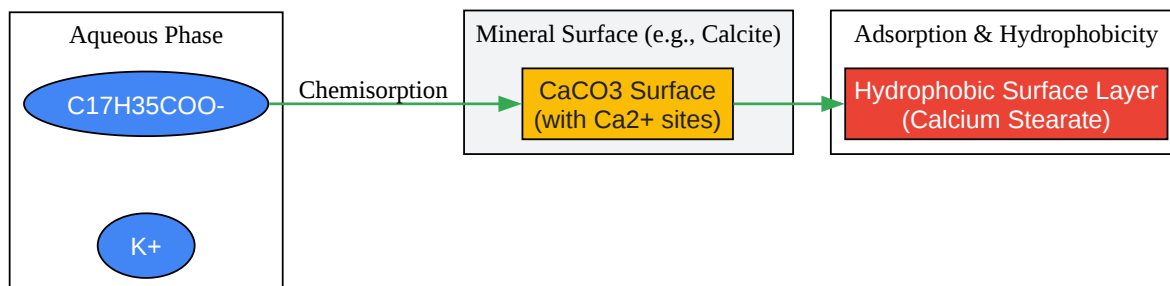 Aqueous Phase
C17H35COO-
K+
Chemisorption
Mineral Surface (e.g., Calcite)
CaCO3 Surface
(with Ca2+ sites)
Adsorption & Hydrophobicity
Hydrophobic Surface Layer
(Calcium Stearate)